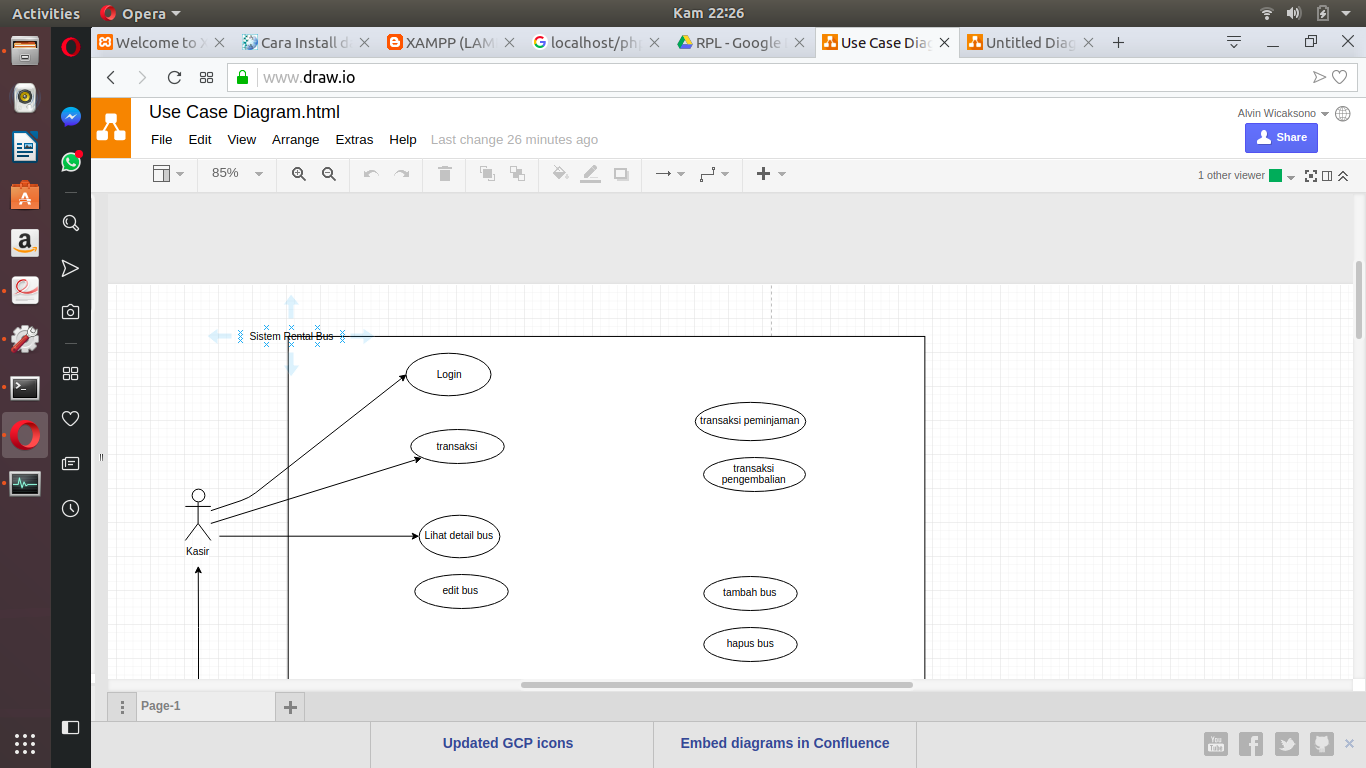 Activities
Opera
Kam 22:26
Welcome to X
Cara Install d
XAMPP (LAM
localhost/php
RPL - Google
Use Case Diag
Untitled Diag
www.draw.io
Use Case Diagram.html
Alvin Wicaksono
File Edit View Arrange Extras Help Last change 26 minutes ago
Share
85%
1 other viewer
Sistem Rental Bus
Login
transaksi peminjaman
transaksi
transaksi
pengembalian
Lihat detail bus
Kasir
edit bus
tambah bus
hapus bus
Page-1
Updated GCP icons
Embed diagrams in Confluence
You
Tube